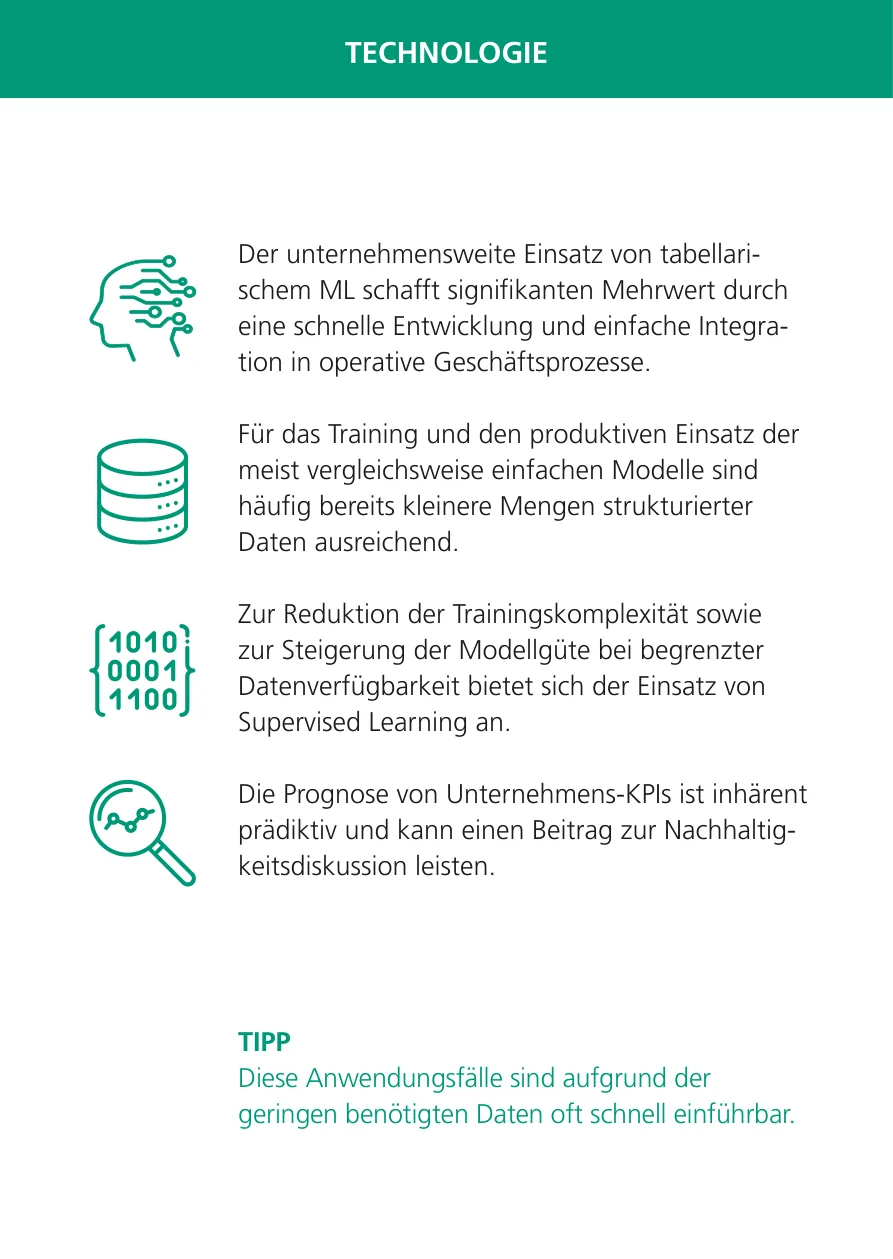 TECHNOLOGIE
Der unternehmensweite Einsatz von tabellari-
schem ML schafft signifikanten Mehrwert durch
eine schnelle Entwicklung und einfache Integra-
tion in operative Geschäftsprozesse.
Für das Training und den produktiven Einsatz der
meist vergleichsweise einfachen Modelle sind
häufig bereits kleinere Mengen strukturierter
Daten ausreichend.
1010
0001
1100
Zur Reduktion der Trainingskomplexität sowie
zur Steigerung der Modellgüte bei begrenzter
Datenverfügbarkeit bietet sich der Einsatz von
Supervised Learning an.
Die Prognose von Unternehmens-KPIs ist inhärent
prädiktiv und kann einen Beitrag zur Nachhaltig-
keitsdiskussion leisten.
TIPP
Diese Anwendungsfälle sind aufgrund der
geringen benötigten Daten oft schnell einführbar.